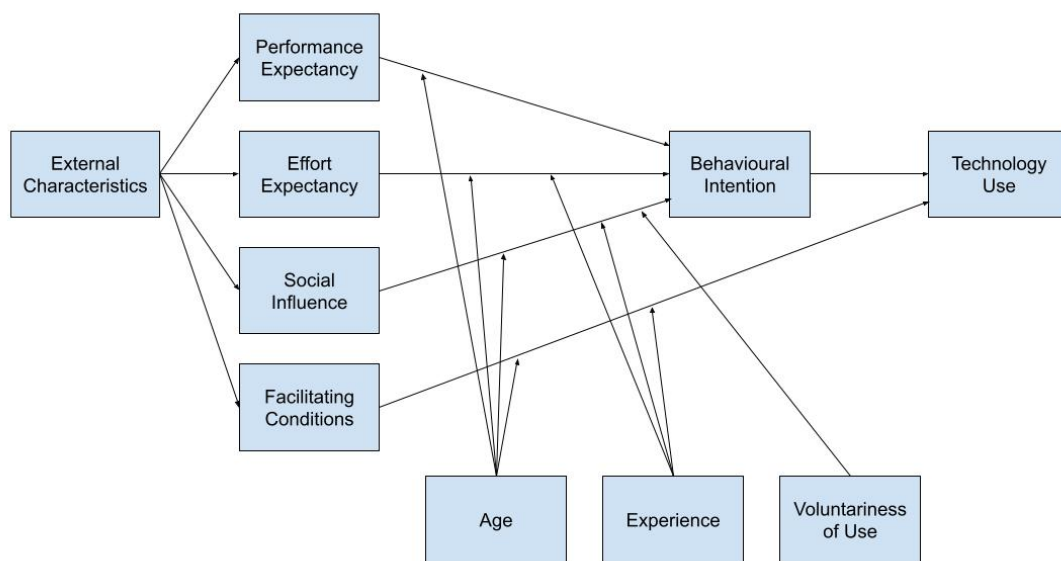 Performance
Expectancy
External
Characteristics
Effort
Expectancy
Behavioural
Intention
Technology
Use
Social
Influence
Facilitating
Conditions
Age
Experience
Voluntariness
of Use